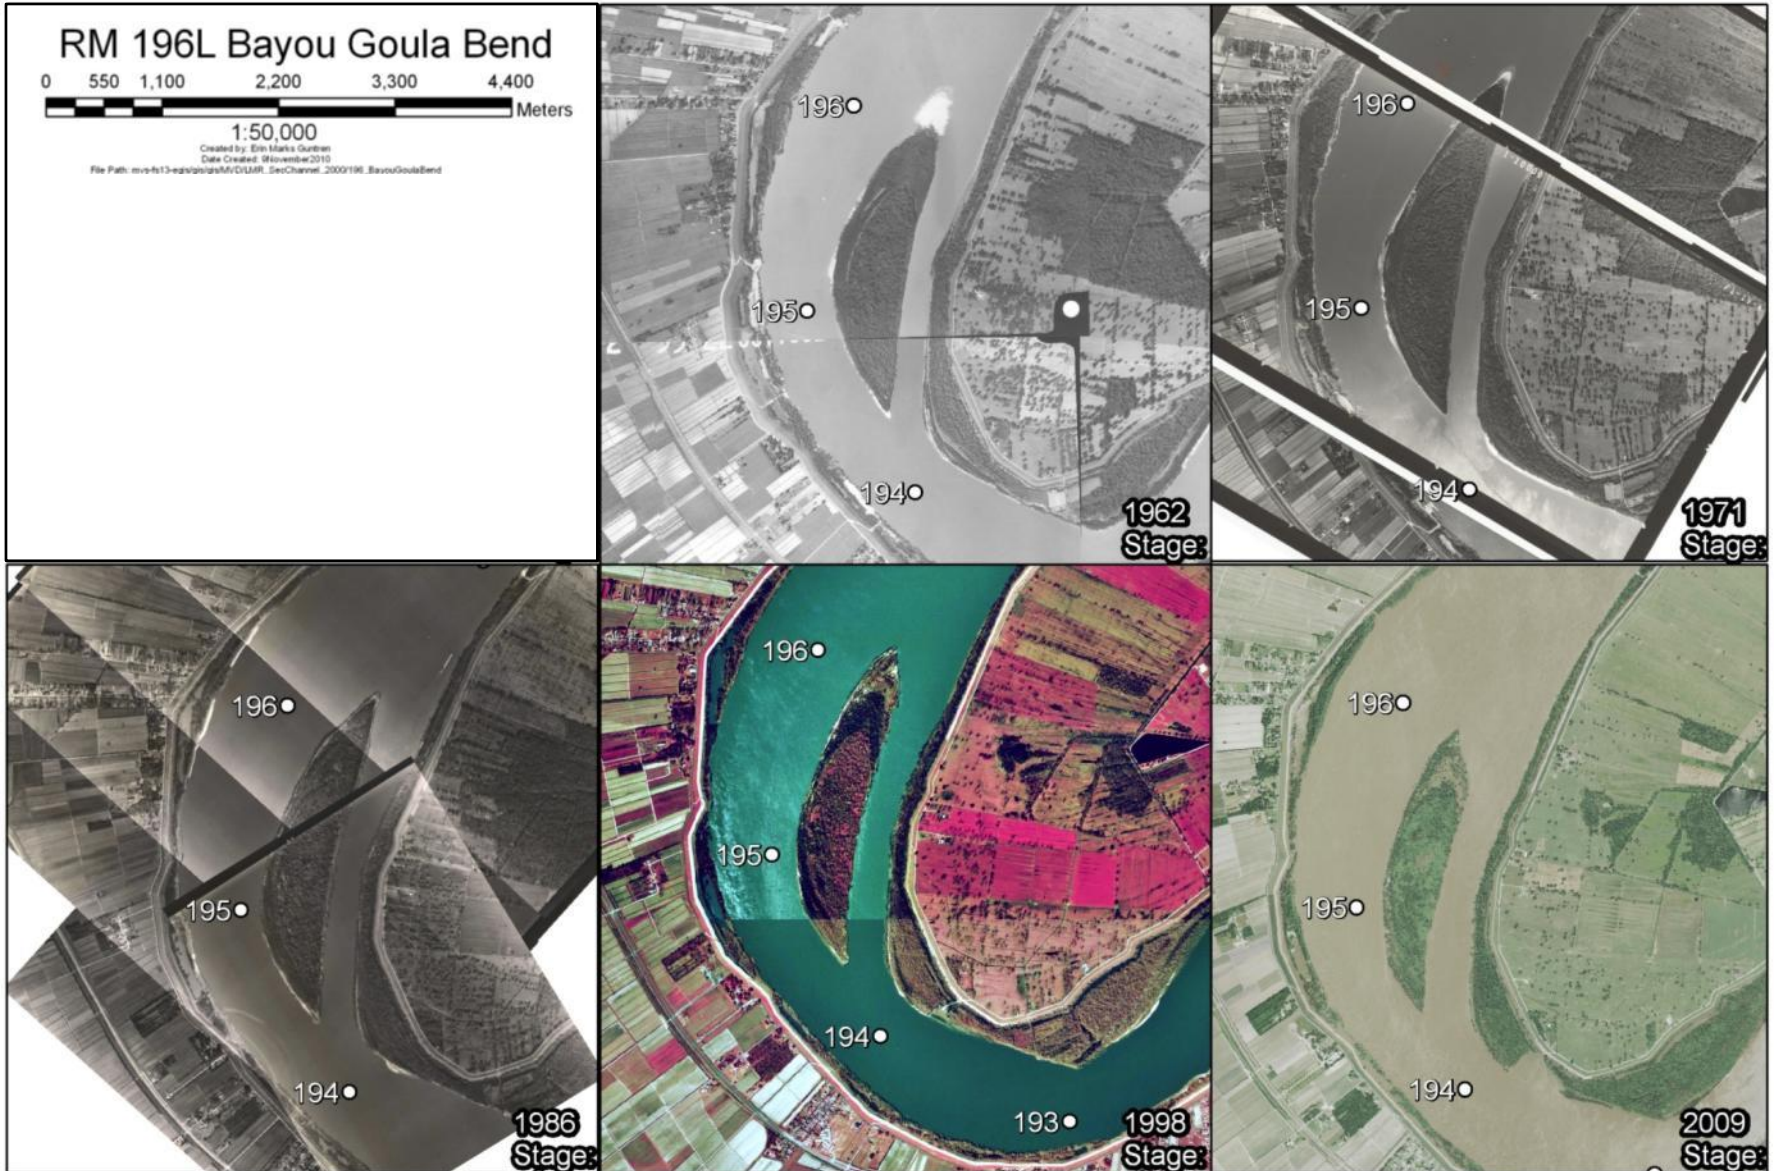 RM 196L Bayou Goula Bend
0 550 1,100 2,200 3,300 4,400
Meters
1:50,000
Created by: Erin Marks Guntren
Date Created: 9November2010
196
195
194
1962
Stage:
196
195
194
1971
Stage:
196
195
194
1986
Stage:
196
195
194
193
1998
Stage:
196
195
194
2009
Stage: